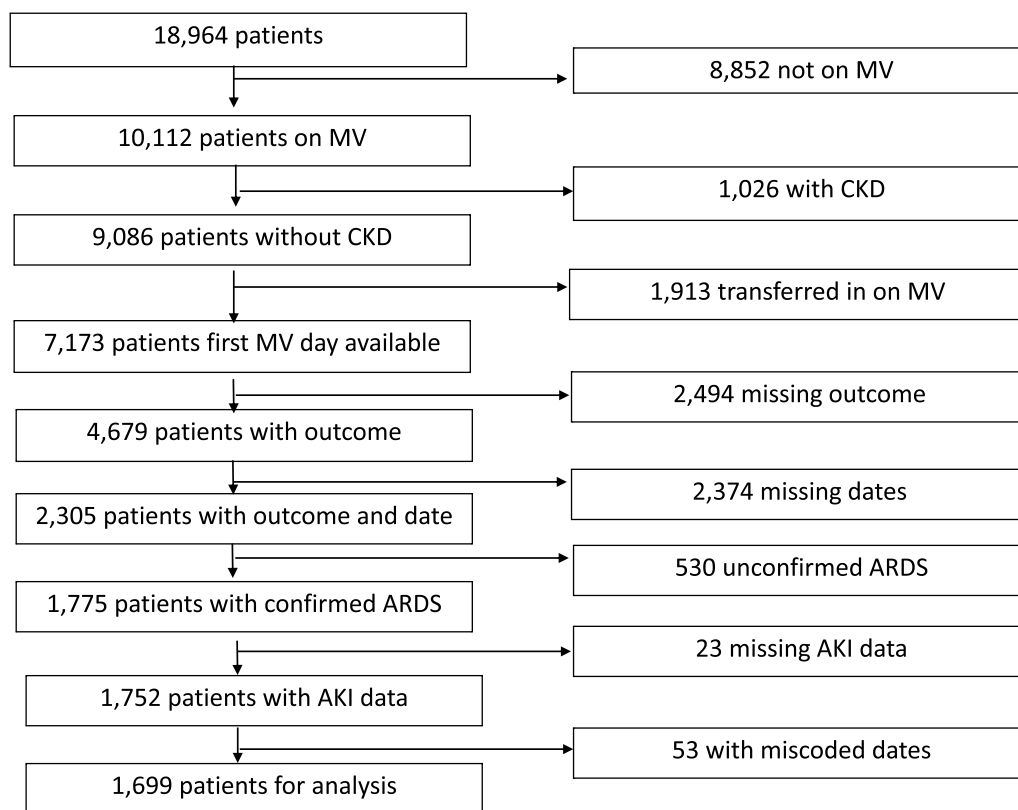 18,964 patients
8,852 not on MV
10,112 patients on MV
1,026 with CKD
9,086 patients without CKD
1,913 transferred in on MV
7,173 patients first MV day available
2,494 missing outcome
4,679 patients with outcome
2,374 missing dates
2,305 patients with outcome and date
530 unconfirmed ARDS
1,775 patients with confirmed ARDS
23 missing AKI data
1,752 patients with AKI data
53 with miscoded dates
1,699 patients for analysis